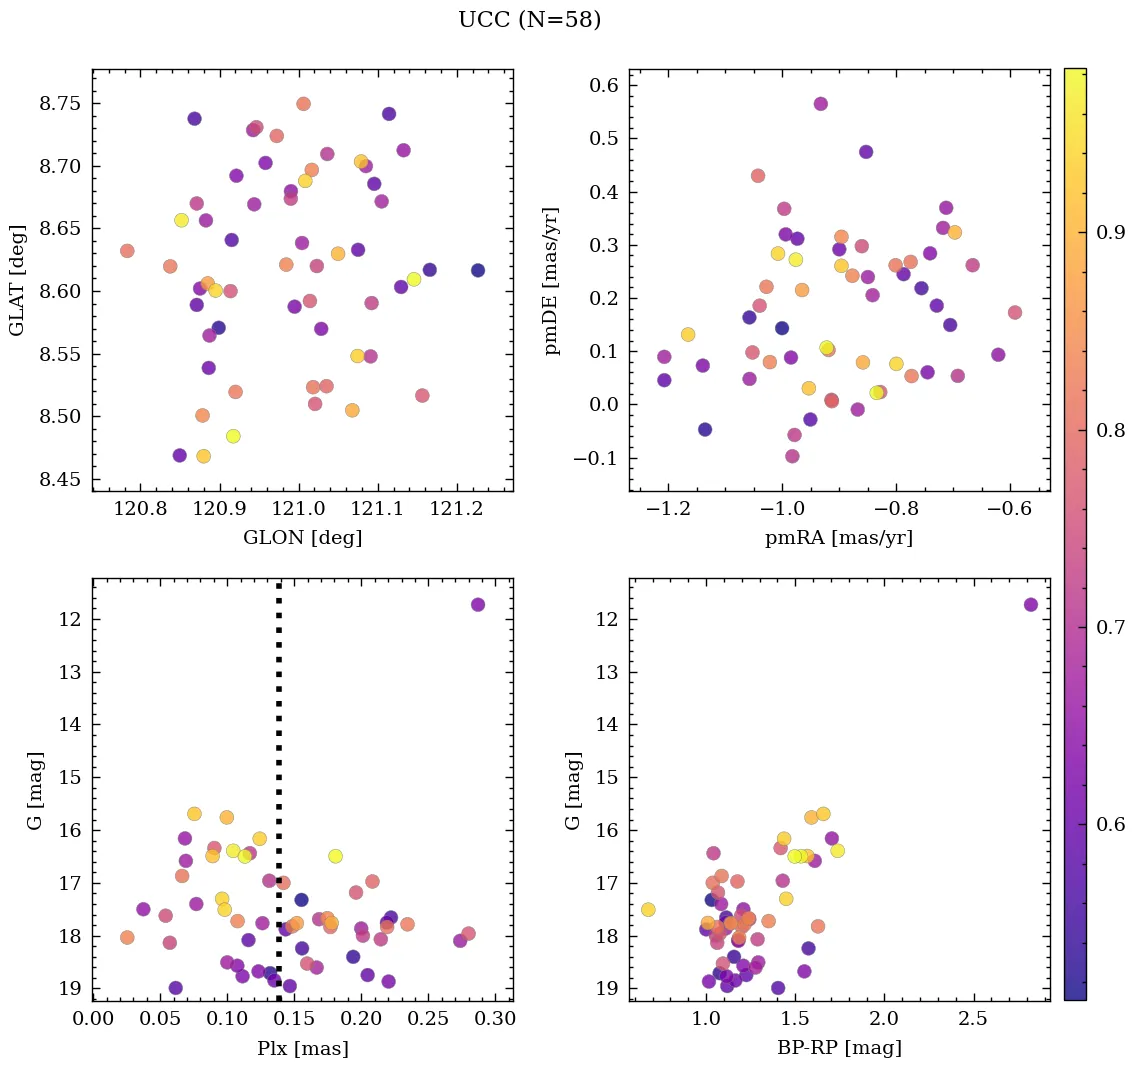 UCC (N=58)
8.75
8.70
8.65
8.60
8.55
8.50
8.45
GLAT [deg]
120.8 120.9 121.0 121.1 121.2
GLON [deg]
0.6
0.5
0.4
0.3
0.2
0.1
0.0
−0.1
pmDE [mas/yr]
−1.2 −1.0 −0.8 −0.6
pmRA [mas/yr]
12
13
14
15
16
17
18
19
G [mag]
0.00 0.05 0.10 0.15 0.20 0.25 0.30
Plx [mas]
12
13
14
15
16
17
18
19
G [mag]
1.0 1.5 2.0 2.5
BP-RP [mag]
0.9
0.8
0.7
0.6